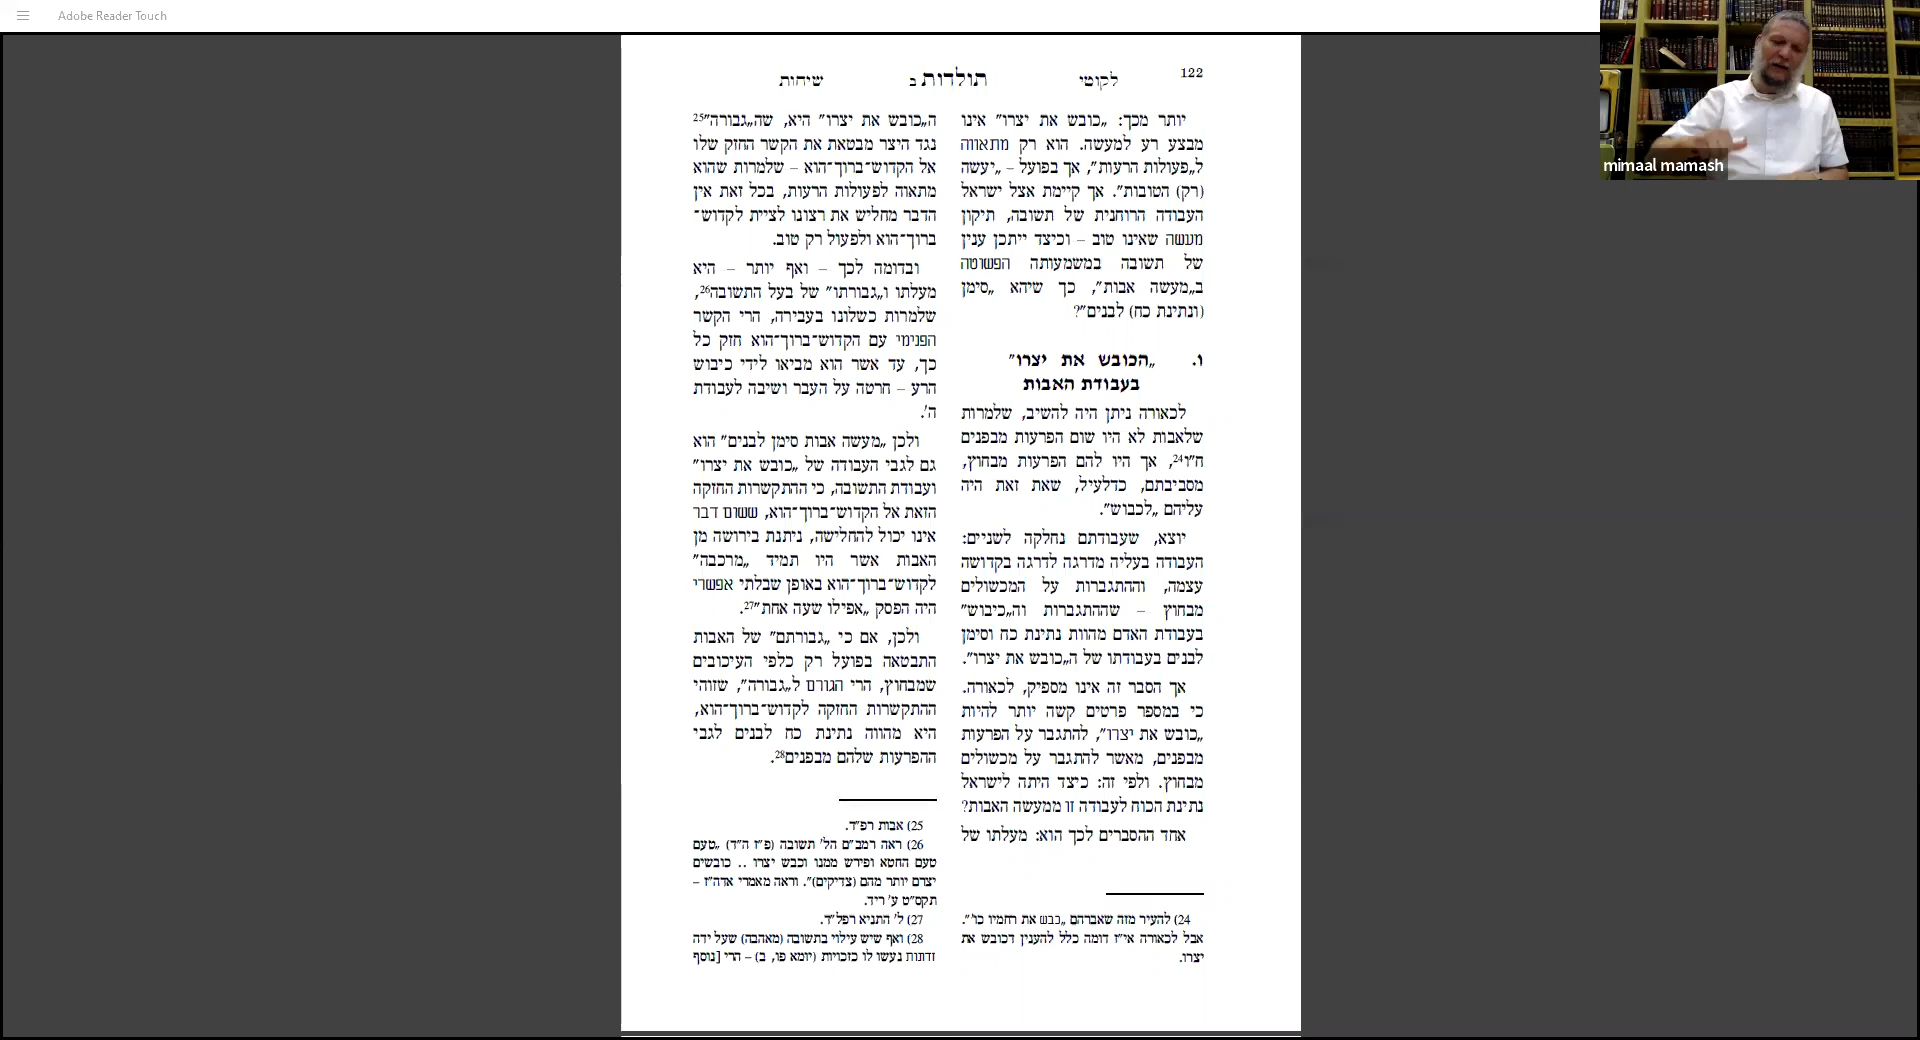 Adobe Reader Touch
mimaal mamash
122
לקוטי
תולדות ב
שיחות
יותר מכך: „כובש את יצרו" אינו
מבצע רע למעשה. הוא רק מתאווה
ל„פעולות הרעות", אך בפועל – „יעשה
(רק) הטובות". אך קיימת אצל ישראל
העבודה הרוחנית של תשובה, תיקון
מעשה שאינו טוב – וכיצד ייתכן ענין
של תשובה במשמעותה הפשוטה
ב„מעשה אבות", כך שיהא „סימן
(ונתינת כח) לבנים"?
ו. „הכובש את יצרו"
בעבודת האבות
לכאורה ניתן היה להשיב, שלמרות
שלאבות לא היו שום הפרעות מבפנים
ח"ו24, אך היו להם הפרעות מבחוץ,
מסביבתם, כדלעיל, שאת זאת היה
עליהם „לכבוש".
יוצא, שעבודתם נחלקה לשניים:
העבודה בעליה מדרגה לדרגה בקדושה
עצמה, וההתגברות על המכשולים
מבחוץ – שההתגברות וה„כיבוש"
בעבודת האדם מהוות נתינת כח וסימן
לבנים בעבודתו של ה„כובש את יצרו".
אך הסבר זה אינו מספיק, לכאורה.
כי במספר פרטים קשה יותר להיות
„כובש את יצרו", להתגבר על הפרעות
מבפנים, מאשר להתגבר על מכשולים
מבחוץ. ולפי זה: כיצד היתה לישראל
נתינת הכוח לעבודה זו ממעשה האבות?
אחד ההסברים לכך הוא: מעלתו של
24) להעיר מזה שאברהם „כבש את רחמיו כו'".
אבל לכאורה אי"ז דומה כלל להענין דכובש את
יצרו.
ה„כובש את יצרו" היא, שה„גבורה"25
נגד היצר מבטאת את הקשר החזק שלו
אל הקדוש־ברוך־הוא – שלמרות שהוא
מתאוה לפעולות הרעות, בכל זאת אין
הדבר מחליש את רצונו לציית לקדוש־
ברוך־הוא ולפעול רק טוב.
ובדומה לכך – ואף יותר – היא
מעלתו ו„גבורתו" של בעל התשובה26,
שלמרות כשלונו בעבירה, הרי הקשר
הפנימי עם הקדוש־ברוך־הוא חזק כל
כך, עד אשר הוא מביאו לידי כיבוש
הרע – חרטה על העבר ושיבה לעבודת
ה'.
ולכן „מעשה אבות סימן לבנים" הוא
גם לגבי העבודה של „כובש את יצרו"
ועבודת התשובה, כי ההתקשרות החזקה
הזאת אל הקדוש־ברוך־הוא, ששום דבר
אינו יכול להחלישה, ניתנת בירושה מן
האבות אשר היו תמיד „מרכבה"
לקדוש־ברוך־הוא באופן שבלתי אפשרי
היה הפסק „אפילו שעה אחת"27.
ולכן, אם כי „גבורתם" של האבות
התבטאה בפועל רק כלפי העיכובים
שמבחוץ, הרי הגורם ל„גבורה", שזוהי
ההתקשרות החזקה לקדוש־ברוך־הוא,
היא מהווה נתינת כח לבנים לגבי
ההפרעות שלהם מבפנים28.
25) אבות רפ"ד.
26) ראה רמב"ם הל' תשובה (פ"ז ה"ד) „טעם
טעם החטא ופירש ממנו וכבש יצרו .. כובשים
יצרם יותר מהם (צדיקים)". וראה מאמרי אדה"ז –
תקס"ט ע' ריד.
27) ל' התניא רפל"ד.
28) ואף שיש עילוי בתשובה (מאהבה) שעל ידה
זדונות נעשו לו כזכויות (יומא פו, ב) – הרי [נוסף